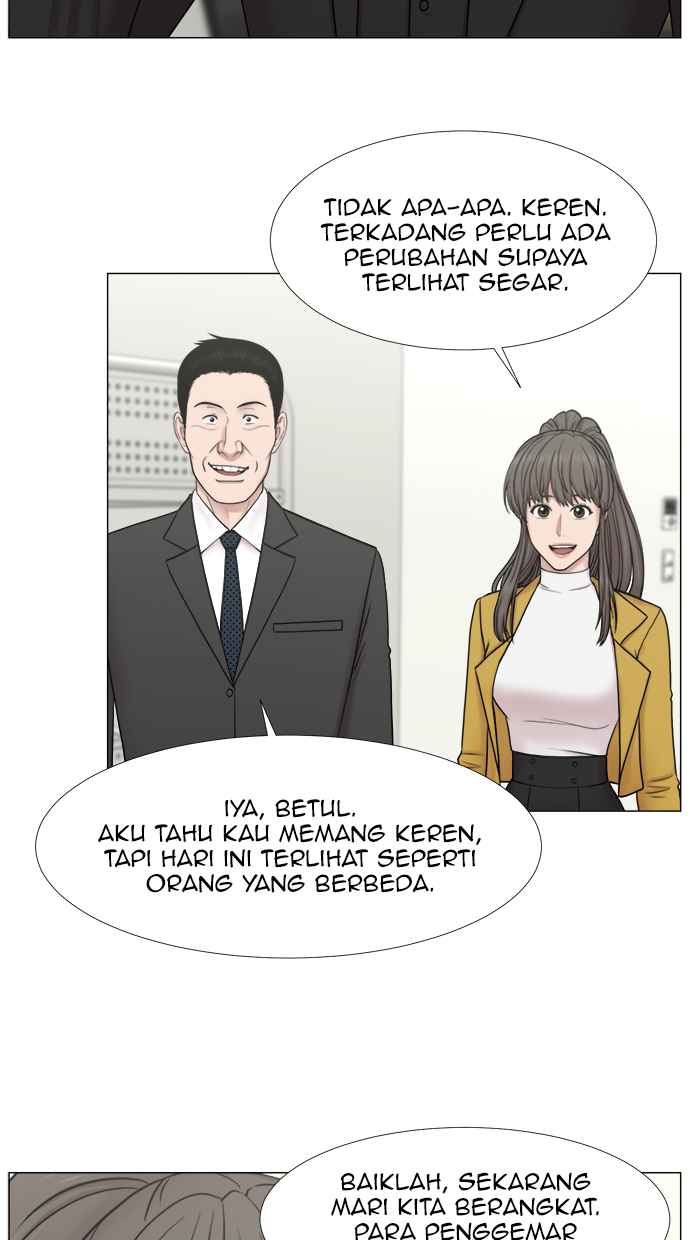 TIDAK APA-APA. KEREN.
TERKADANG PERLU ADA
PERUBAHAN SUPAYA
TERLIHAT SEGAR.
IYA, BETUL.
AKU TAHU KAU MEMANG KEREN,
TAPI HARI INI TERLIHAT SEPERTI
ORANG YANG BERBEDA.
BAIKLAH, SEKARANG
MARI KITA BERANGKAT.
PARA PENGGEMAR